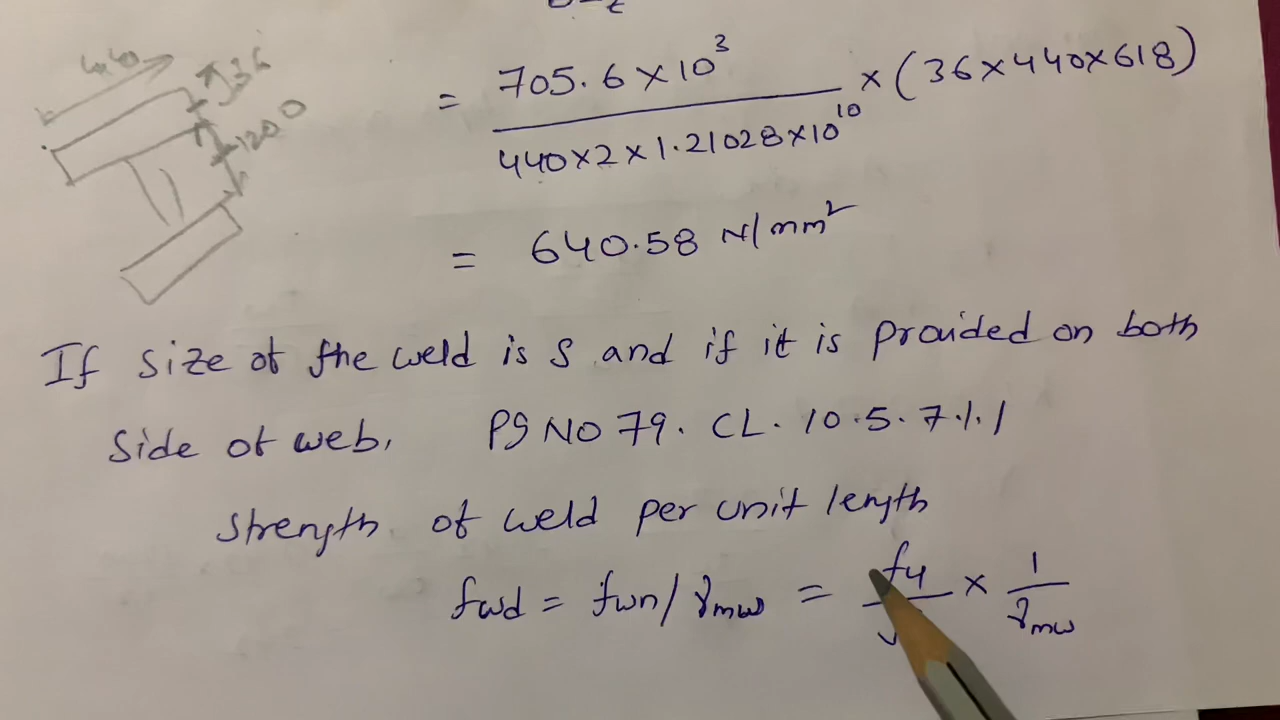 440
36
1200
= 705.6 × 10³ / 440×2×1.21028×10¹⁰ × (36×440×618)
= 640.58 N/mm²
If size of the weld is S and if it is provided on both
side of web, PG NO 79. CL. 10.5.7.1.1
strength of weld per unit length
fwd = fwn/γmw = fu/√ × 1/γmw